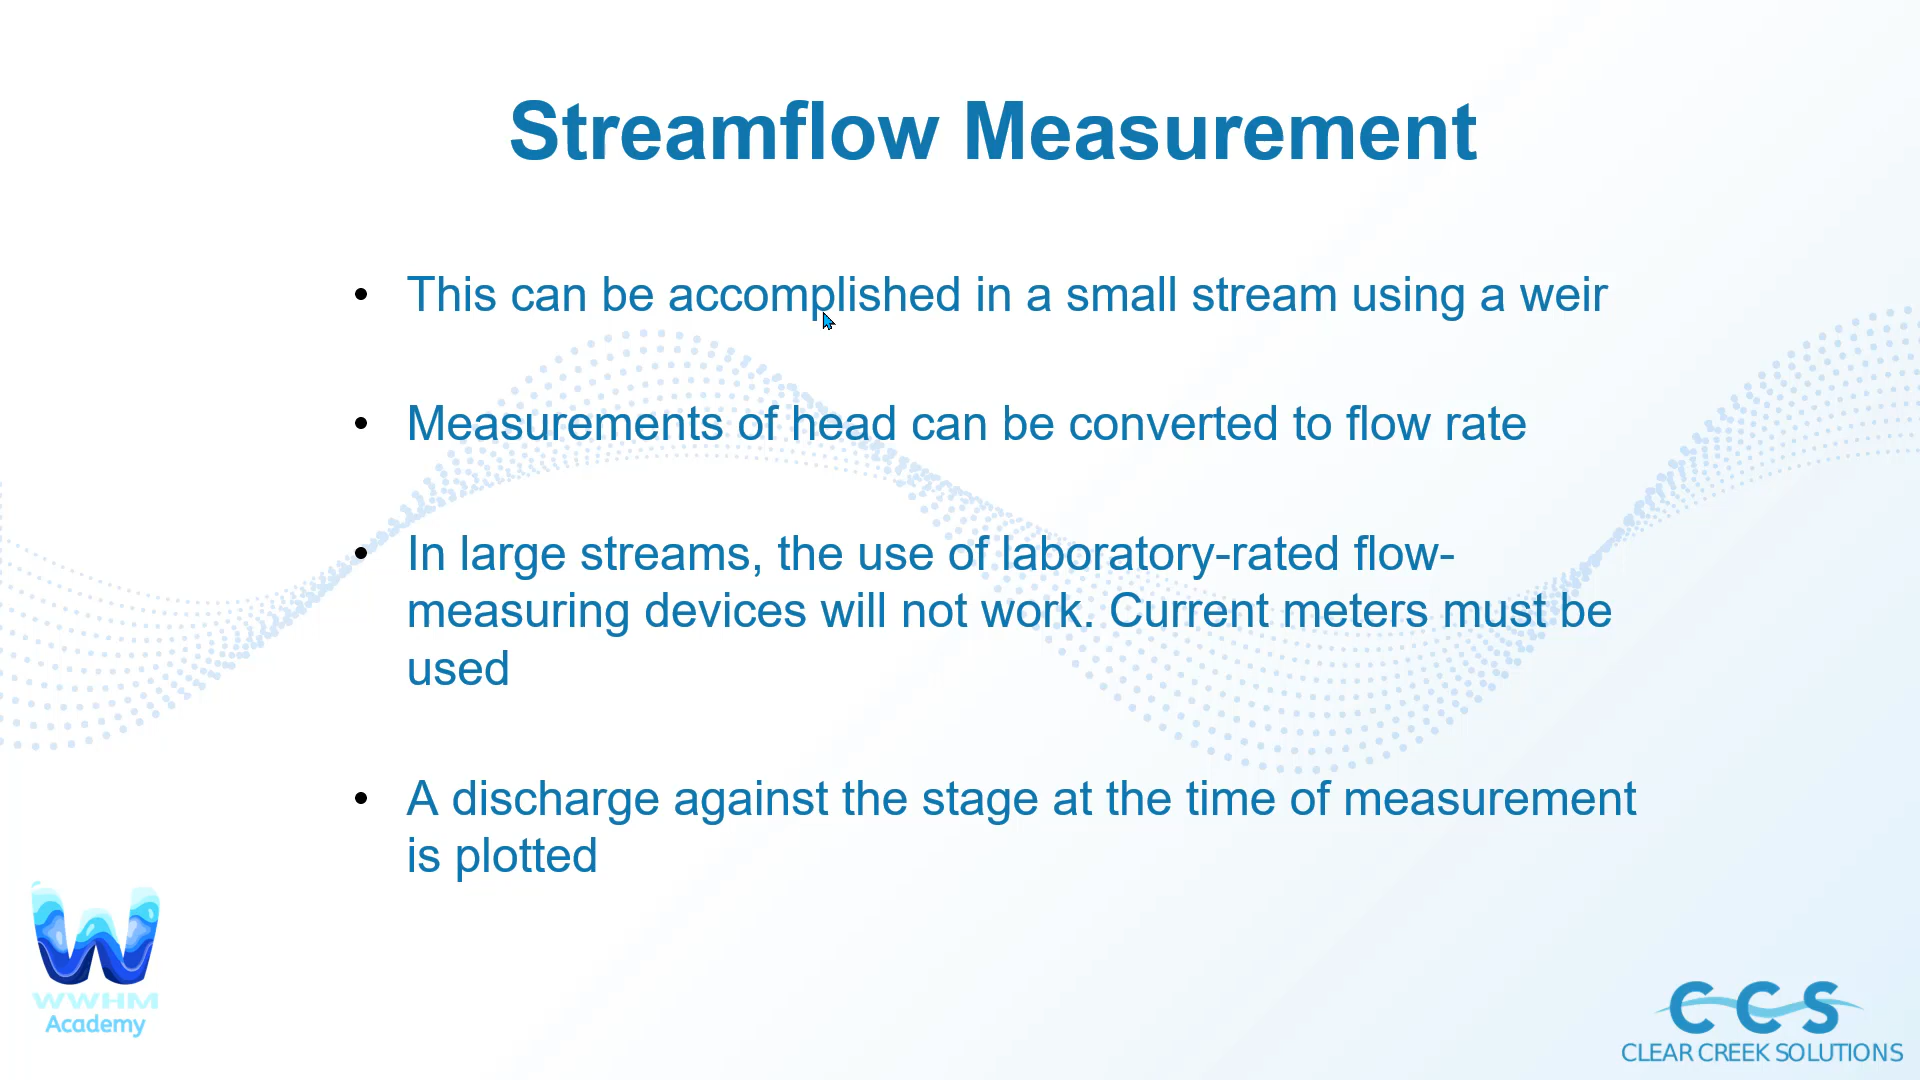 Streamflow Measurement
• This can be accomplished in a small stream using a weir
• Measurements of head can be converted to flow rate
• In large streams, the use of laboratory-rated flow-
measuring devices will not work. Current meters must be
used
• A discharge against the stage at the time of measurement
is plotted
W
WWHM
Academy
CCS
CLEAR CREEK SOLUTIONS